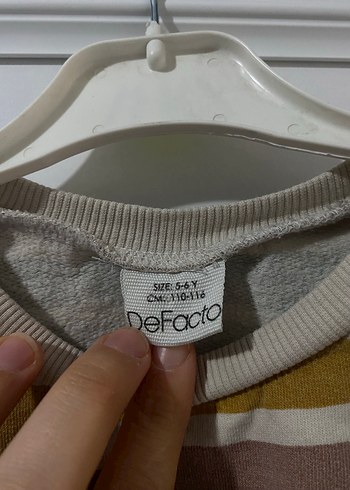 SIZE: 5-6 Y
CM: 110-116
DeFacto